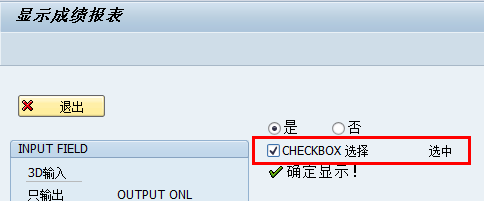 显示成绩报表
退出
是 否
CHECKBOX 选择 选中
确定显示!
INPUT FIELD
3D输入
只输出 OUTPUT ONL